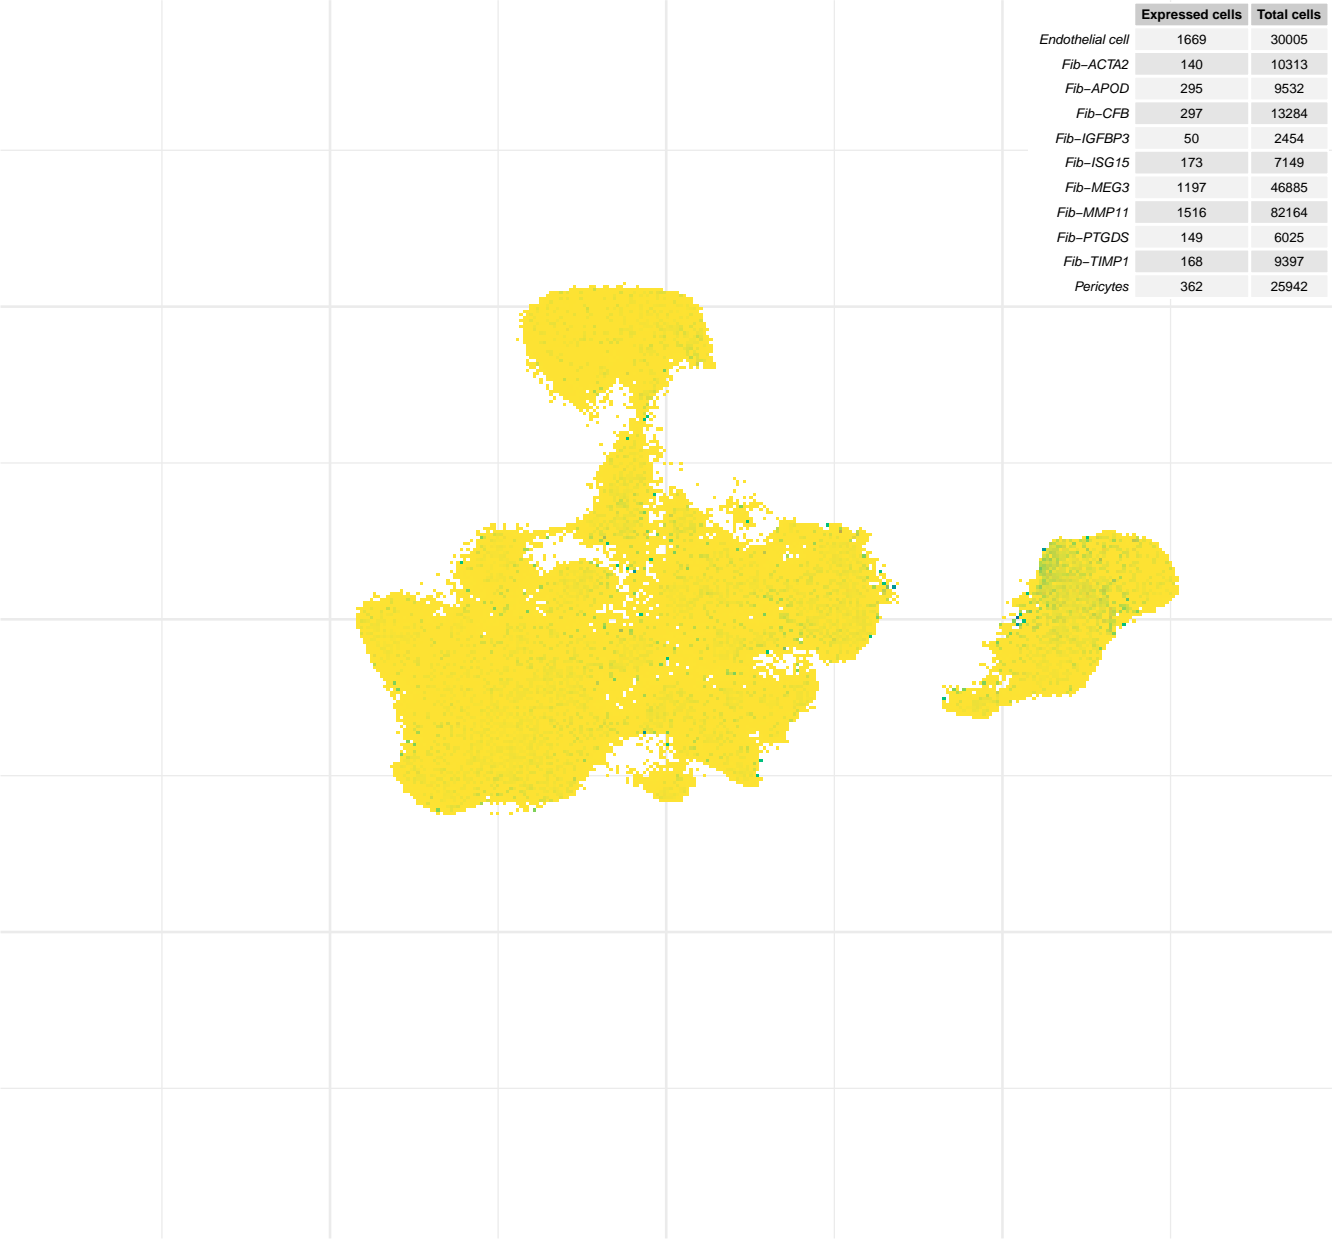 Expressed cells Total cells
Endothelial cell 1669 30005
Fib−ACTA2 140 10313
Fib−APOD 295 9532
Fib−CFB 297 13284
Fib−IGFBP3 50 2454
Fib−ISG15 173 7149
Fib−MEG3 1197 46885
Fib−MMP11 1516 82164
Fib−PTGDS 149 6025
Fib−TIMP1 168 9397
Pericytes 362 25942